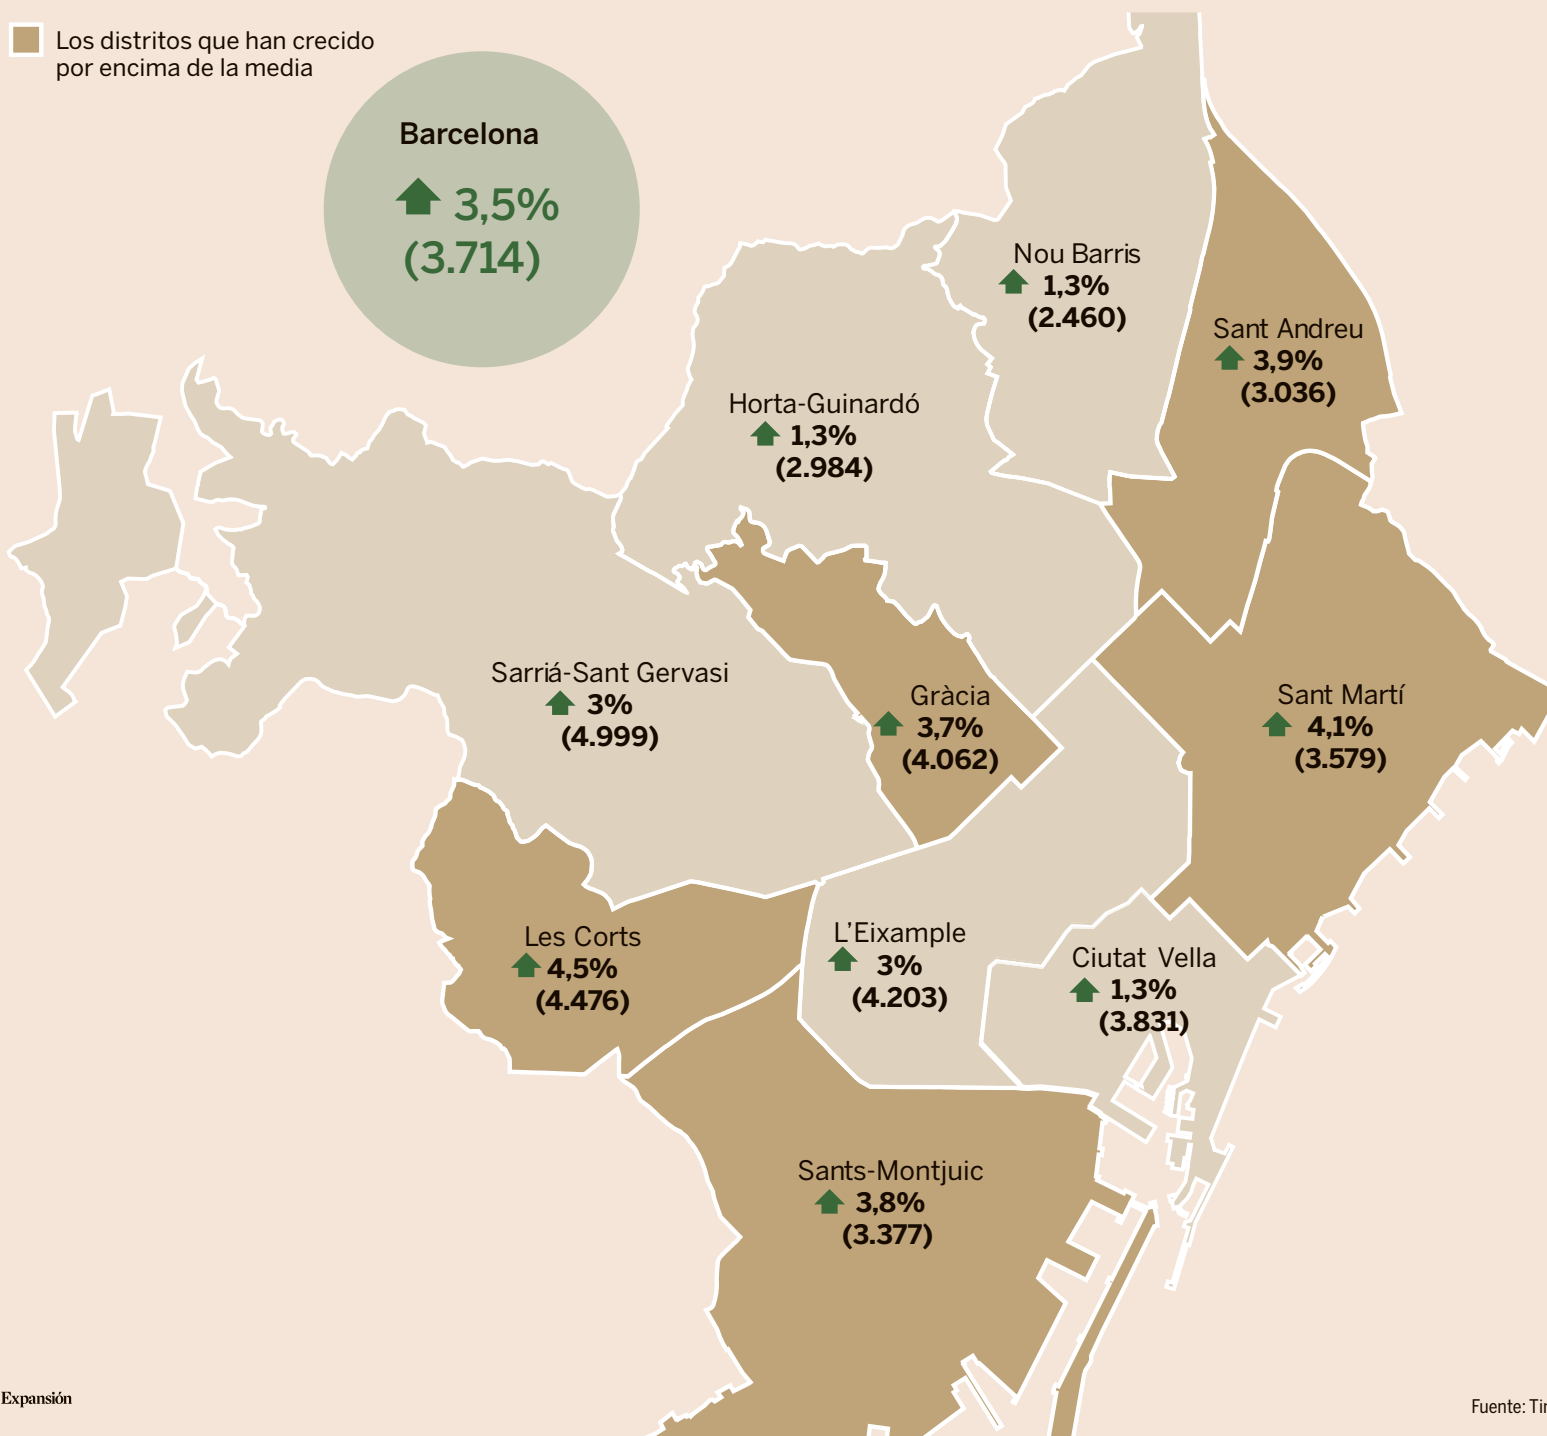 Los distritos que han crecido
por encima de la media
Barcelona
3,5%
(3.714)
Nou Barris
1,3%
(2.460)
Sant Andreu
3,9%
(3.036)
Horta-Guinardó
1,3%
(2.984)
Sarriá-Sant Gervasi
3%
(4.999)
Gràcia
3,7%
(4.062)
Sant Martí
4,1%
(3.579)
Les Corts
4,5%
(4.476)
L'Eixample
3%
(4.203)
Ciutat Vella
1,3%
(3.831)
Sants-Montjuic
3,8%
(3.377)
Expansión
Fuente: